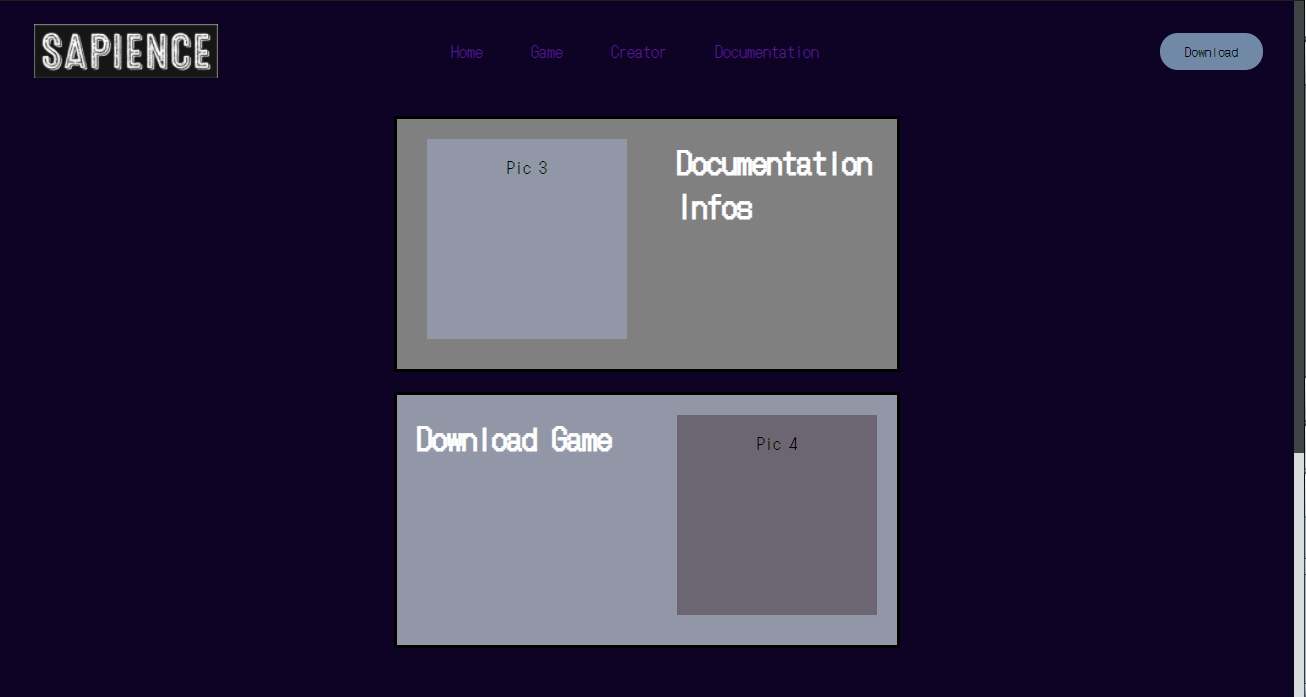 SAPIENCE
Home Game Creator Documentation
Download
Pic 3
Documentation
Infos
Download Game
Pic 4